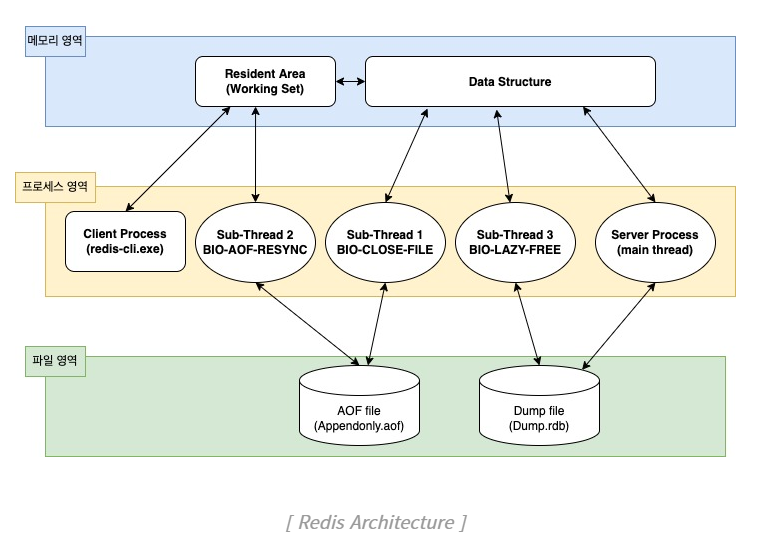 메모리 영역
Resident Area
(Working Set)
Data Structure
프로세스 영역
Client Process
(redis-cli.exe)
Sub-Thread 2
BIO-AOF-RESYNC
Sub-Thread 1
BIO-CLOSE-FILE
Sub-Thread 3
BIO-LAZY-FREE
Server Process
(main thread)
파일 영역
AOF file
(Appendonly.aof)
Dump file
(Dump.rdb)
[ Redis Architecture ]